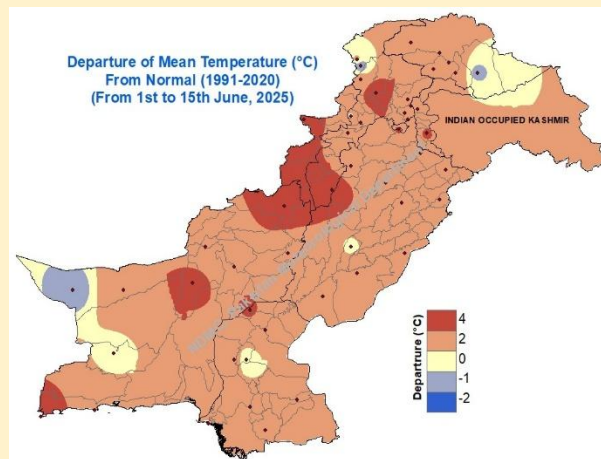 Departure of Mean Temperature (°C)
From Normal (1991-2020)
(From 1st to 15th June, 2025)
INDIAN OCCUPIED KASHMIR
Departrure (°C)
4
2
0
-1
-2